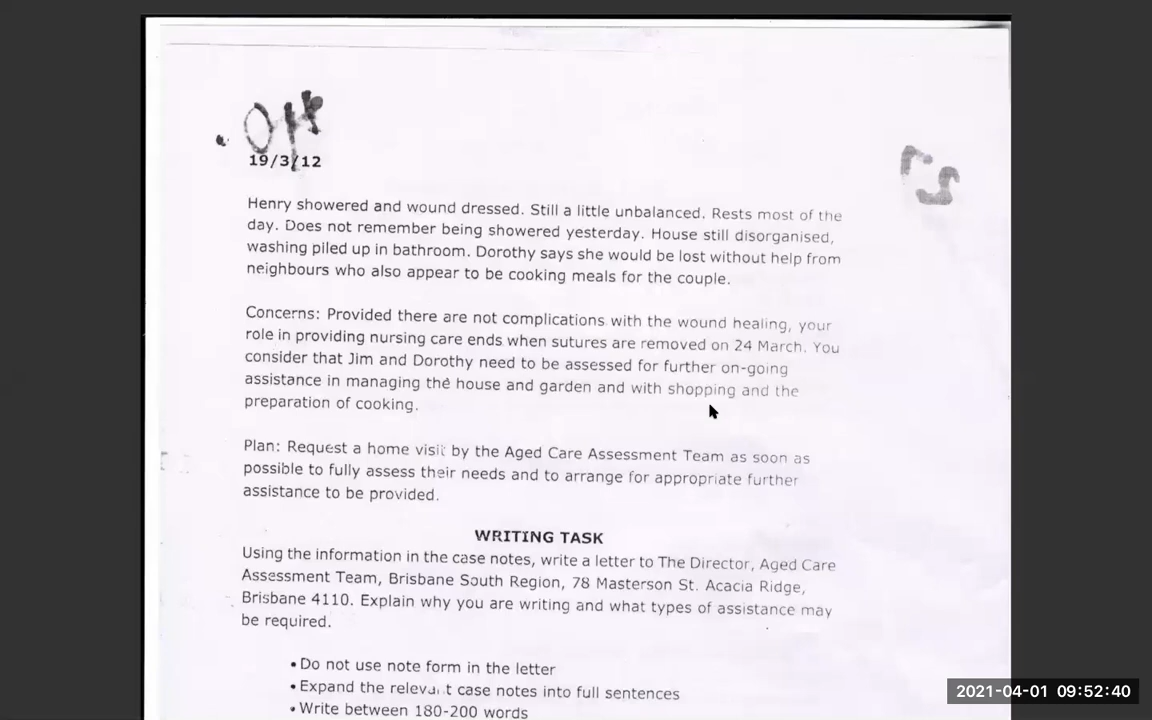 19/3/12
Henry showered and wound dressed. Still a little unbalanced. Rests most of the
day. Does not remember being showered yesterday. House still disorganised,
washing piled up in bathroom. Dorothy says she would be lost without help from
neighbours who also appear to be cooking meals for the couple.
Concerns: Provided there are not complications with the wound healing, your
role in providing nursing care ends when sutures are removed on 24 March. You
consider that Jim and Dorothy need to be assessed for further on-going
assistance in managing the house and garden and with shopping and the
preparation of cooking.
Plan: Request a home visit by the Aged Care Assessment Team as soon as
possible to fully assess their needs and to arrange for appropriate further
assistance to be provided.
WRITING TASK
Using the information in the case notes, write a letter to The Director, Aged Care
Assessment Team, Brisbane South Region, 78 Masterson St. Acacia Ridge,
Brisbane 4110. Explain why you are writing and what types of assistance may
be required.
• Do not use note form in the letter
• Expand the relevant case notes into full sentences
• Write between 180-200 words
2021-04-01 09:52:40